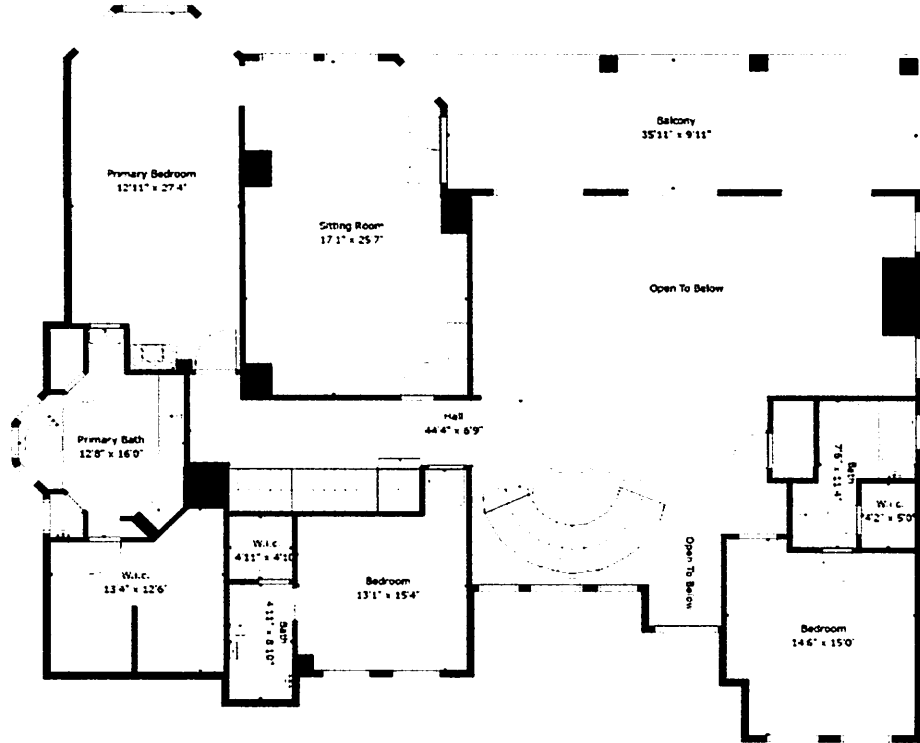 Balcony
35'11" x 9'11"
Primary Bedroom
12'11" x 27'4"
Sitting Room
17'1" x 25'7"
Open To Below
Hall
44'4" x 6'9"
Primary Bath
12'8" x 16'0"
Bath
7'6" x 11'4"
W.i.c.
4'2" x 5'0"
W.i.c
4'11" x 4'10
W.i.c.
13'4" x 12'6"
Bedroom
13'1" x 15'4"
Bath
4'11" x 8'10"
Open To Below
Bedroom
14'6" x 15'0"